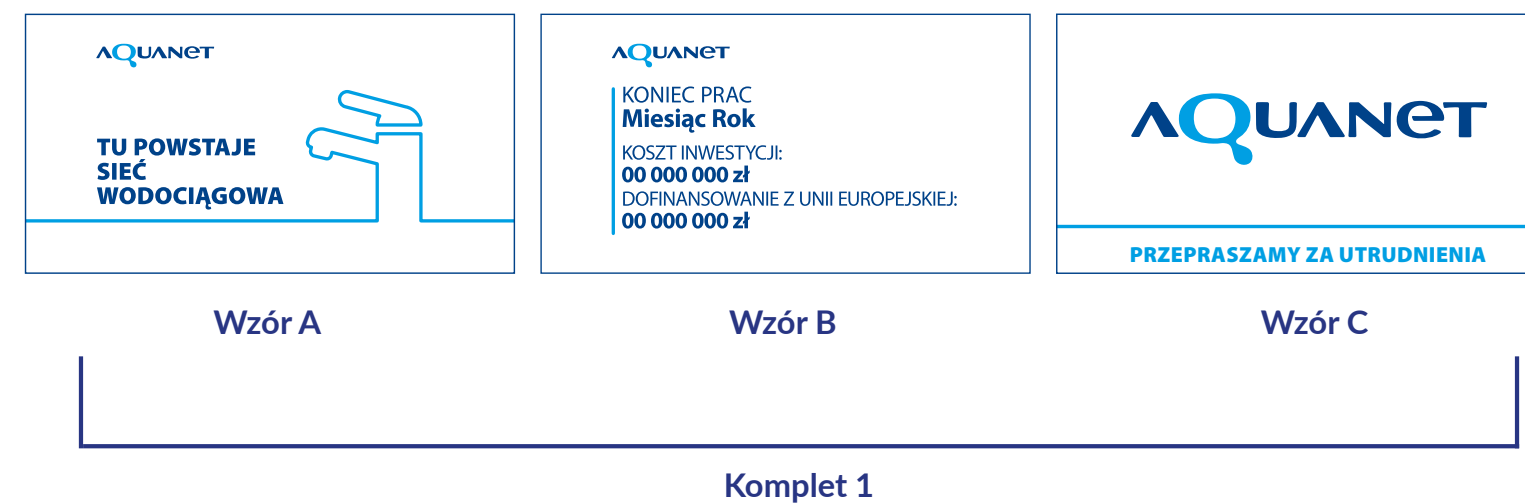 AQUANET
TU POWSTAJE
SIEĆ
WODOCIĄGOWA
Wzór A
AQUANET
KONIEC PRAC
Miesiąc Rok
KOSZT INWESTYCJI:
00 000 000 zł
DOFINANSOWANIE Z UNII EUROPEJSKIEJ:
00 000 000 zł
Wzór B
AQUANET
PRZEPRASZAMY ZA UTRUDNIENIA
Wzór C
Komplet 1